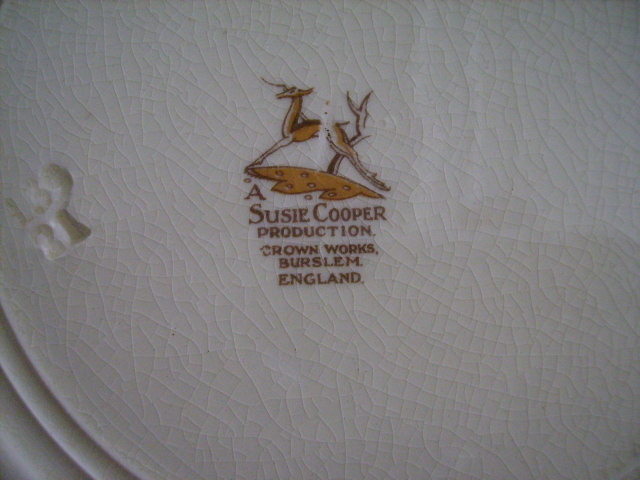 A
SUSIE COOPER
PRODUCTION.
CROWN WORKS,
BURSLEM.
ENGLAND.